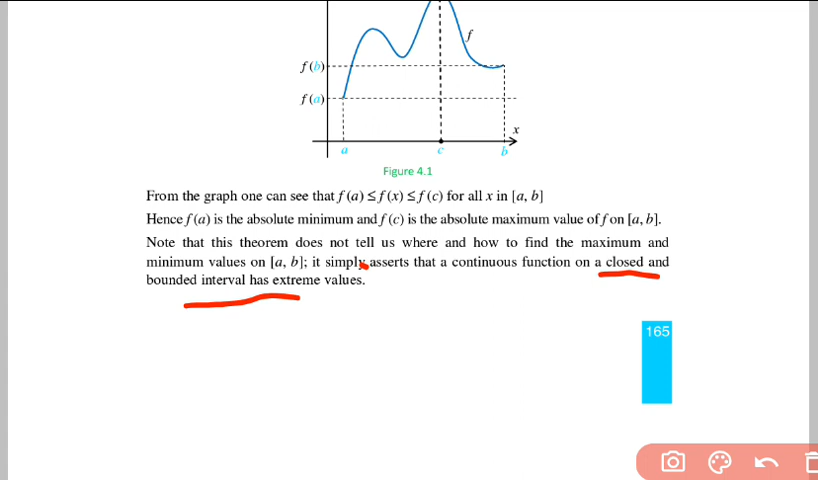 f
f (b)
f (a)
x
a
c
b
Figure 4.1
From the graph one can see that f (a) ≤ f (x) ≤ f (c) for all x in [a, b]
Hence f (a) is the absolute minimum and f (c) is the absolute maximum value of f on [a, b].
Note that this theorem does not tell us where and how to find the maximum and
minimum values on [a, b]; it simply asserts that a continuous function on a closed and
bounded interval has extreme values.
165